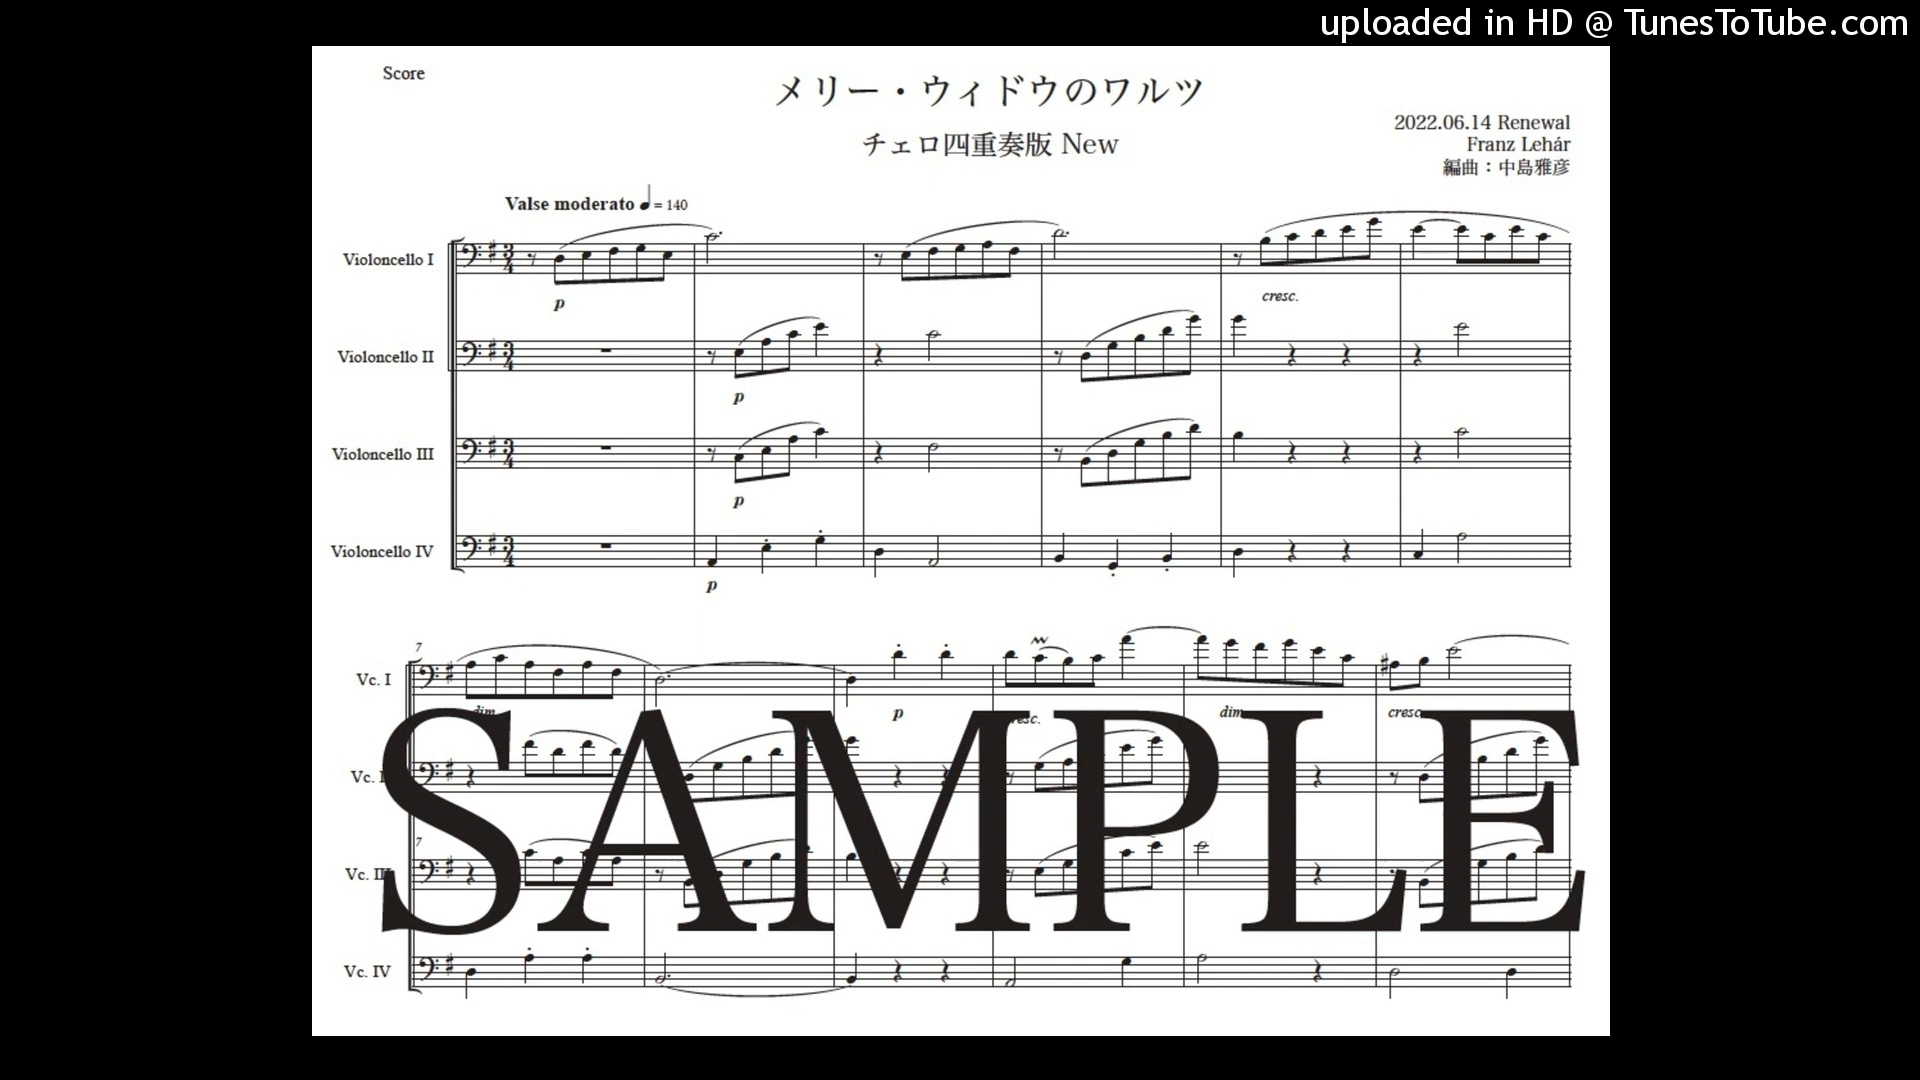 uploaded in HD @ TunesToTube.com
Score
メリー・ウィドウのワルツ
チェロ四重奏版 New
2022.06.14 Renewal
Franz Lehár
編曲：中島雅彦
Valse moderato ♩= 140
Violoncello I
p
cresc.
Violoncello II
p
Violoncello III
p
Violoncello IV
p
7
Vc. I
dim.
p
cresc.
dim.
cresc.
SAMPLE
Vc. II
7
Vc. III
Vc. IV